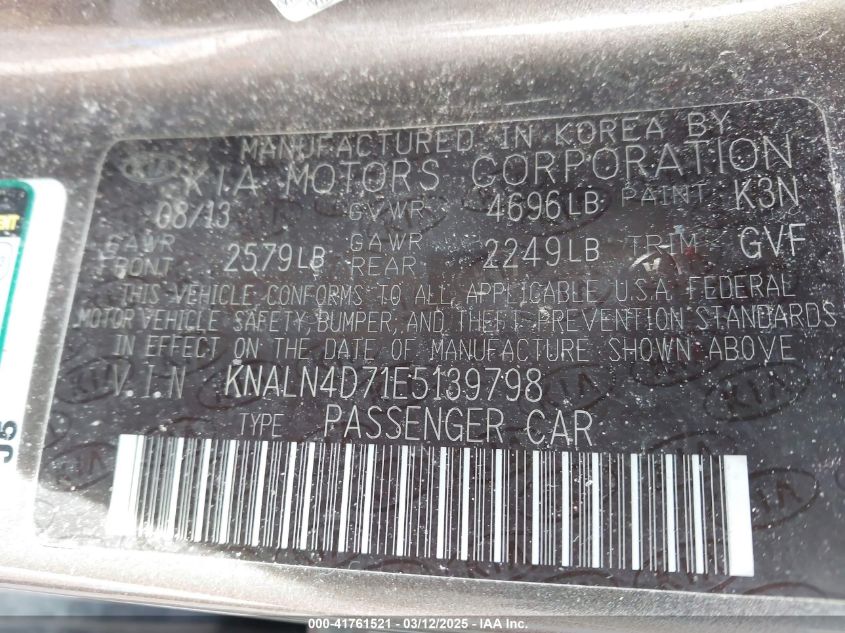 MANUFACTURED IN KOREA BY
KIA KIA MOTORS CORPORATION
08/13 GVWR 4696LB PAINT K3N
GAWR FRONT 2579LB GAWR REAR 2249LB TRIM GVF
THIS VEHICLE CONFORMS TO ALL APPLICABLE U.S.A. FEDERAL
MOTOR VEHICLE SAFETY, BUMPER, AND THEFT PREVENTION STANDARDS
IN EFFECT ON THE DATE OF MANUFACTURE SHOWN ABOVE.
V.I.N KNALN4D71E5139798
TYPE PASSENGER CAR
000-41761521 - 03/12/2025 - © IAA, Inc.